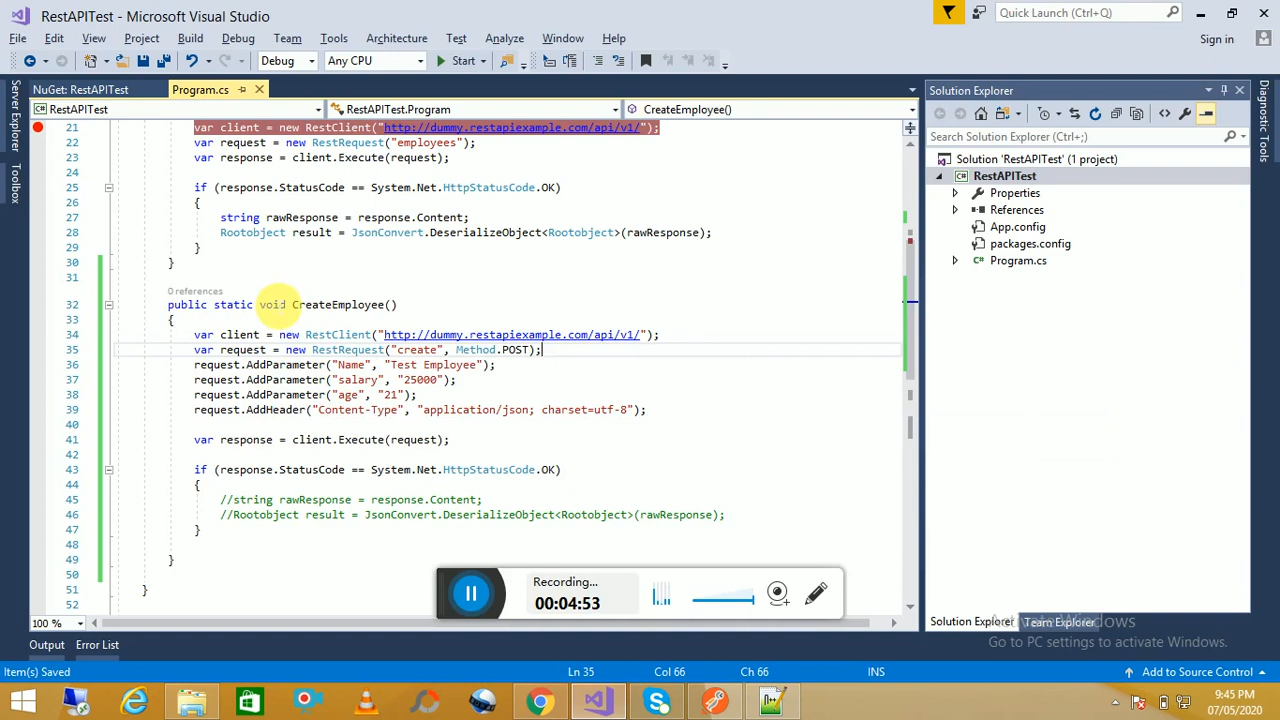 RestAPITest - Microsoft Visual Studio
Quick Launch (Ctrl+Q)
File Edit View Project Build Debug Team Tools Architecture Test Analyze Window Help
Sign in
Debug Any CPU Start
Server Explorer
Toolbox
NuGet: RestAPITest Program.cs
RestAPITest RestAPITest.Program CreateEmployee()
21 var client = new RestClient("http://dummy.restapiexample.com/api/v1/");
22 var request = new RestRequest("employees");
23 var response = client.Execute(request);
24
25 if (response.StatusCode == System.Net.HttpStatusCode.OK)
26 {
27 string rawResponse = response.Content;
28 Rootobject result = JsonConvert.DeserializeObject<Rootobject>(rawResponse);
29 }
30 }
31
0 references
32 public static void CreateEmployee()
33 {
34 var client = new RestClient("http://dummy.restapiexample.com/api/v1/");
35 var request = new RestRequest("create", Method.POST);
36 request.AddParameter("Name", "Test Employee");
37 request.AddParameter("salary", "25000");
38 request.AddParameter("age", "21");
39 request.AddHeader("Content-Type", "application/json; charset=utf-8");
40
41 var response = client.Execute(request);
42
43 if (response.StatusCode == System.Net.HttpStatusCode.OK)
44 {
45 //string rawResponse = response.Content;
46 //Rootobject result = JsonConvert.DeserializeObject<Rootobject>(rawResponse);
47 }
48
49 }
50
51 }
52
100 %
Recording...
00:04:53
Solution Explorer
Search Solution Explorer (Ctrl+;)
Solution 'RestAPITest' (1 project)
RestAPITest
Properties
References
App.config
packages.config
Program.cs
Diagnostic Tools
Solution Explorer Team Explorer
Activate Windows
Go to PC settings to activate Windows.
Output Error List
Item(s) Saved Ln 35 Col 66 Ch 66 INS Add to Source Control
9:45 PM
07/05/2020